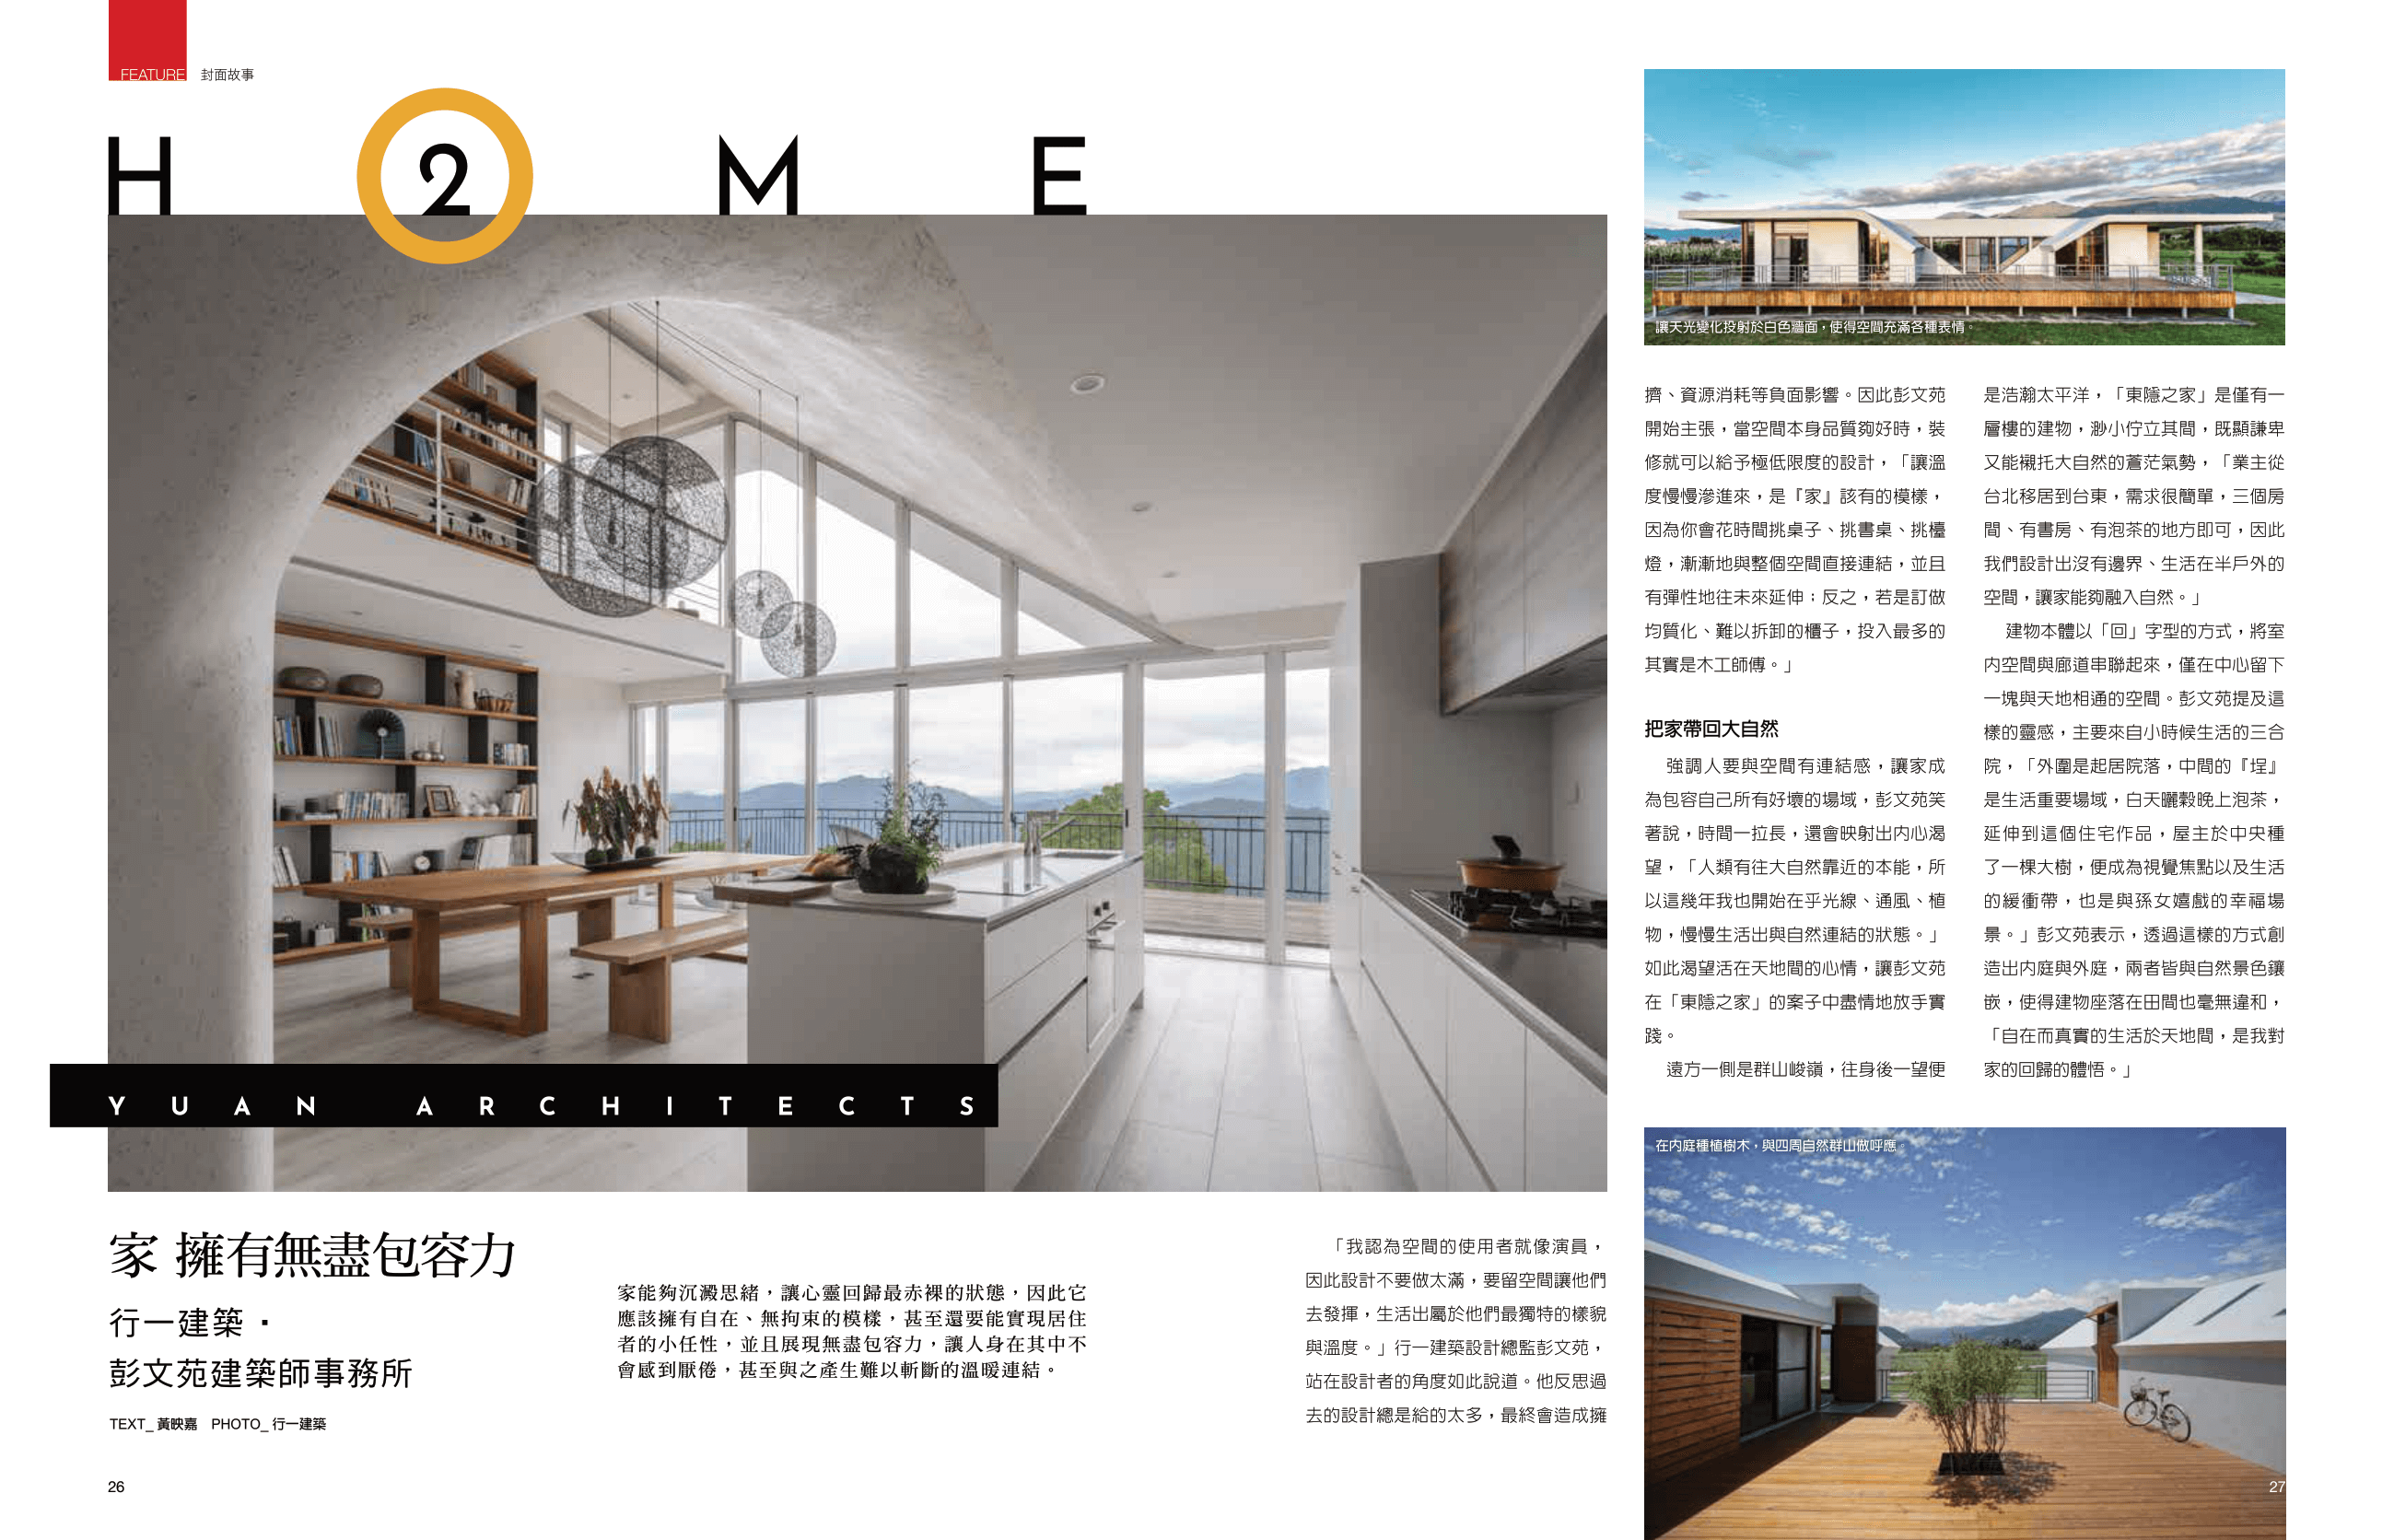 FEATURE 封面故事
H 2 M E
YUAN ARCHITECTS
家 擁有無盡包容力
行一建築・
彭文苑建築師事務所
TEXT_ 黃映嘉 PHOTO_ 行一建築
家能夠沉澱思緒，讓心靈回歸最赤裸的狀態，因此它
應該擁有自在、無拘束的模樣，甚至還要能實現居住
者的小任性，並且展現無盡包容力，讓人身在其中不
會感到厭倦，甚至與之產生難以斬斷的溫暖連結。
「我認為空間的使用者就像演員，
因此設計不要做太滿，要留空間讓他們
去發揮，生活出屬於他們最獨特的樣貌
與溫度。」行一建築設計總監彭文苑，
站在設計者的角度如此說道。他反思過
去的設計總是給的太多，最終會造成擁
26
讓天光變化投射於白色牆面，使得空間充滿各種表情。
擠、資源消耗等負面影響。因此彭文苑
開始主張，當空間本身品質夠好時，裝
修就可以給予極低限度的設計，「讓溫
度慢慢滲進來，是『家』該有的模樣，
因為你會花時間挑桌子、挑書桌、挑檯
燈，漸漸地與整個空間直接連結，並且
有彈性地往未來延伸；反之，若是訂做
均質化、難以拆卸的櫃子，投入最多的
其實是木工師傅。」
把家帶回大自然
強調人要與空間有連結感，讓家成
為包容自己所有好壞的場域，彭文苑笑
著說，時間一拉長，還會映射出內心渴
望，「人類有往大自然靠近的本能，所
以這幾年我也開始在乎光線、通風、植
物，慢慢生活出與自然連結的狀態。」
如此渴望活在天地間的心情，讓彭文苑
在「東隱之家」的案子中盡情地放手實
踐。
遠方一側是群山峻嶺，往身後一望便
是浩瀚太平洋，「東隱之家」是僅有一
層樓的建物，渺小佇立其間，既顯謙卑
又能襯托大自然的蒼茫氣勢，「業主從
台北移居到台東，需求很簡單，三個房
間、有書房、有泡茶的地方即可，因此
我們設計出沒有邊界、生活在半戶外的
空間，讓家能夠融入自然。」
建物本體以「回」字型的方式，將室
內空間與廊道串聯起來，僅在中心留下
一塊與天地相通的空間。彭文苑提及這
樣的靈感，主要來自小時候生活的三合
院，「外圍是起居院落，中間的『埕』
是生活重要場域，白天曬穀晚上泡茶，
延伸到這個住宅作品，屋主於中央種
了一棵大樹，便成為視覺焦點以及生活
的緩衝帶，也是與孫女嬉戲的幸福場
景。」彭文苑表示，透過這樣的方式創
造出內庭與外庭，兩者皆與自然景色鑲
嵌，使得建物座落在田間也毫無違和，
「自在而真實的生活於天地間，是我對
家的回歸的體悟。」
在內庭種植樹木，與四周自然群山做呼應。
27